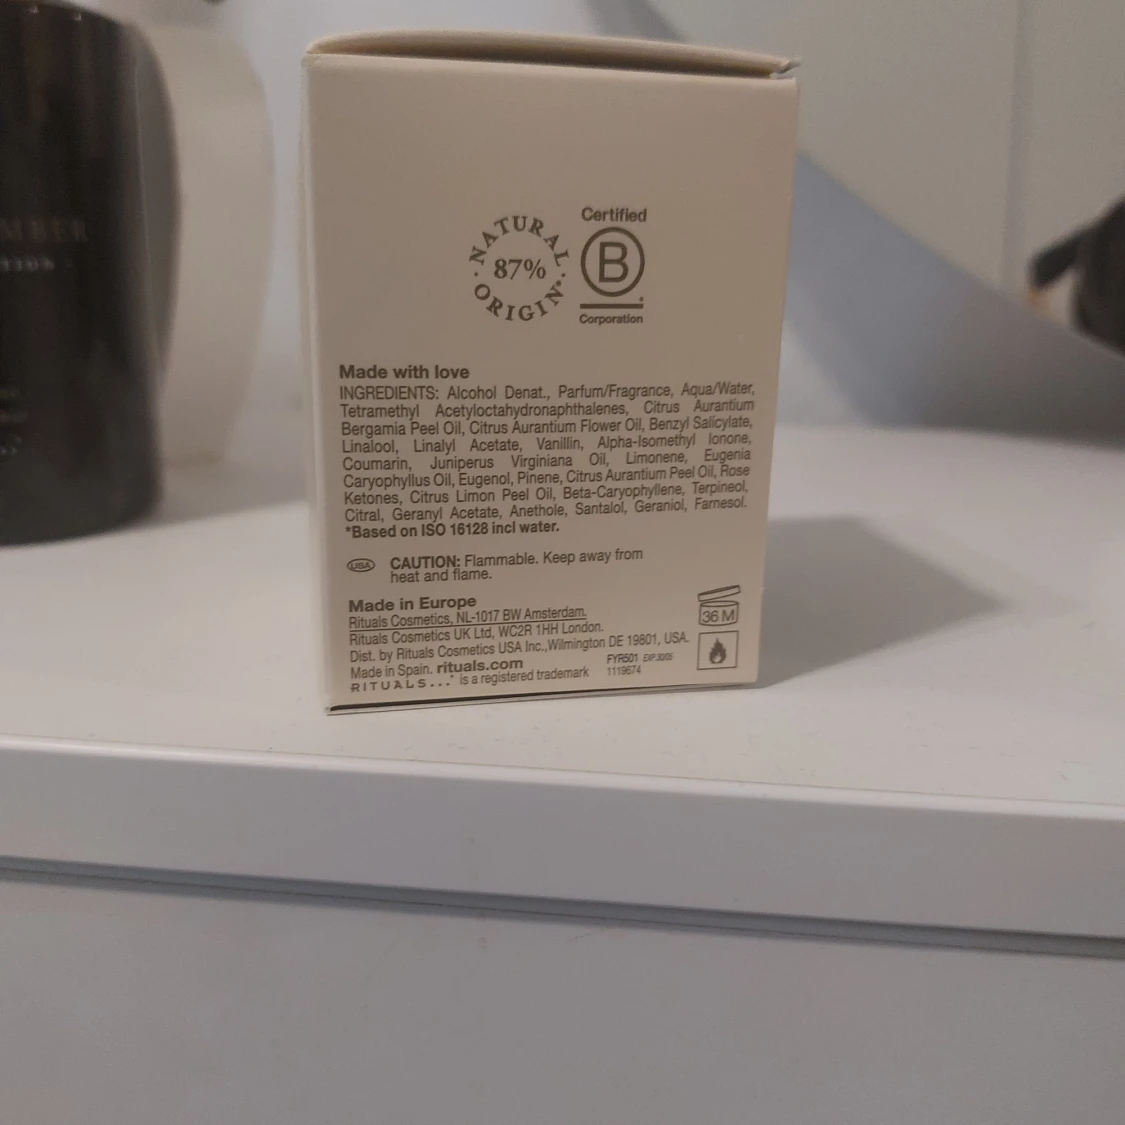 MBER
Certified
NATURAL
87%
ORIGIN*
B
Corporation
Made with love
INGREDIENTS: Alcohol Denat., Parfum/Fragrance, Aqua/Water,
Tetramethyl Acetyloctahydronaphthalenes, Citrus Aurantium
Bergamia Peel Oil, Citrus Aurantium Flower Oil, Benzyl Salicylate,
Linalool, Linalyl Acetate, Vanillin, Alpha-Isomethyl Ionone,
Coumarin, Juniperus Virginiana Oil, Limonene, Eugenia
Caryophyllus Oil, Eugenol, Pinene, Citrus Aurantium Peel Oil, Rose
Ketones, Citrus Limon Peel Oil, Beta-Caryophyllene, Terpineol,
Citral, Geranyl Acetate, Anethole, Santalol, Geraniol, Farnesol.
*Based on ISO 16128 incl water.
USA CAUTION: Flammable. Keep away from
heat and flame.
Made in Europe
Rituals Cosmetics, NL-1017 BW Amsterdam.
Rituals Cosmetics UK Ltd, WC2R 1HH London.
Dist. by Rituals Cosmetics USA Inc., Wilmington DE 19801, USA.
Made in Spain. rituals.com
RITUALS...* is a registered trademark
FYR501
1119674
36 M